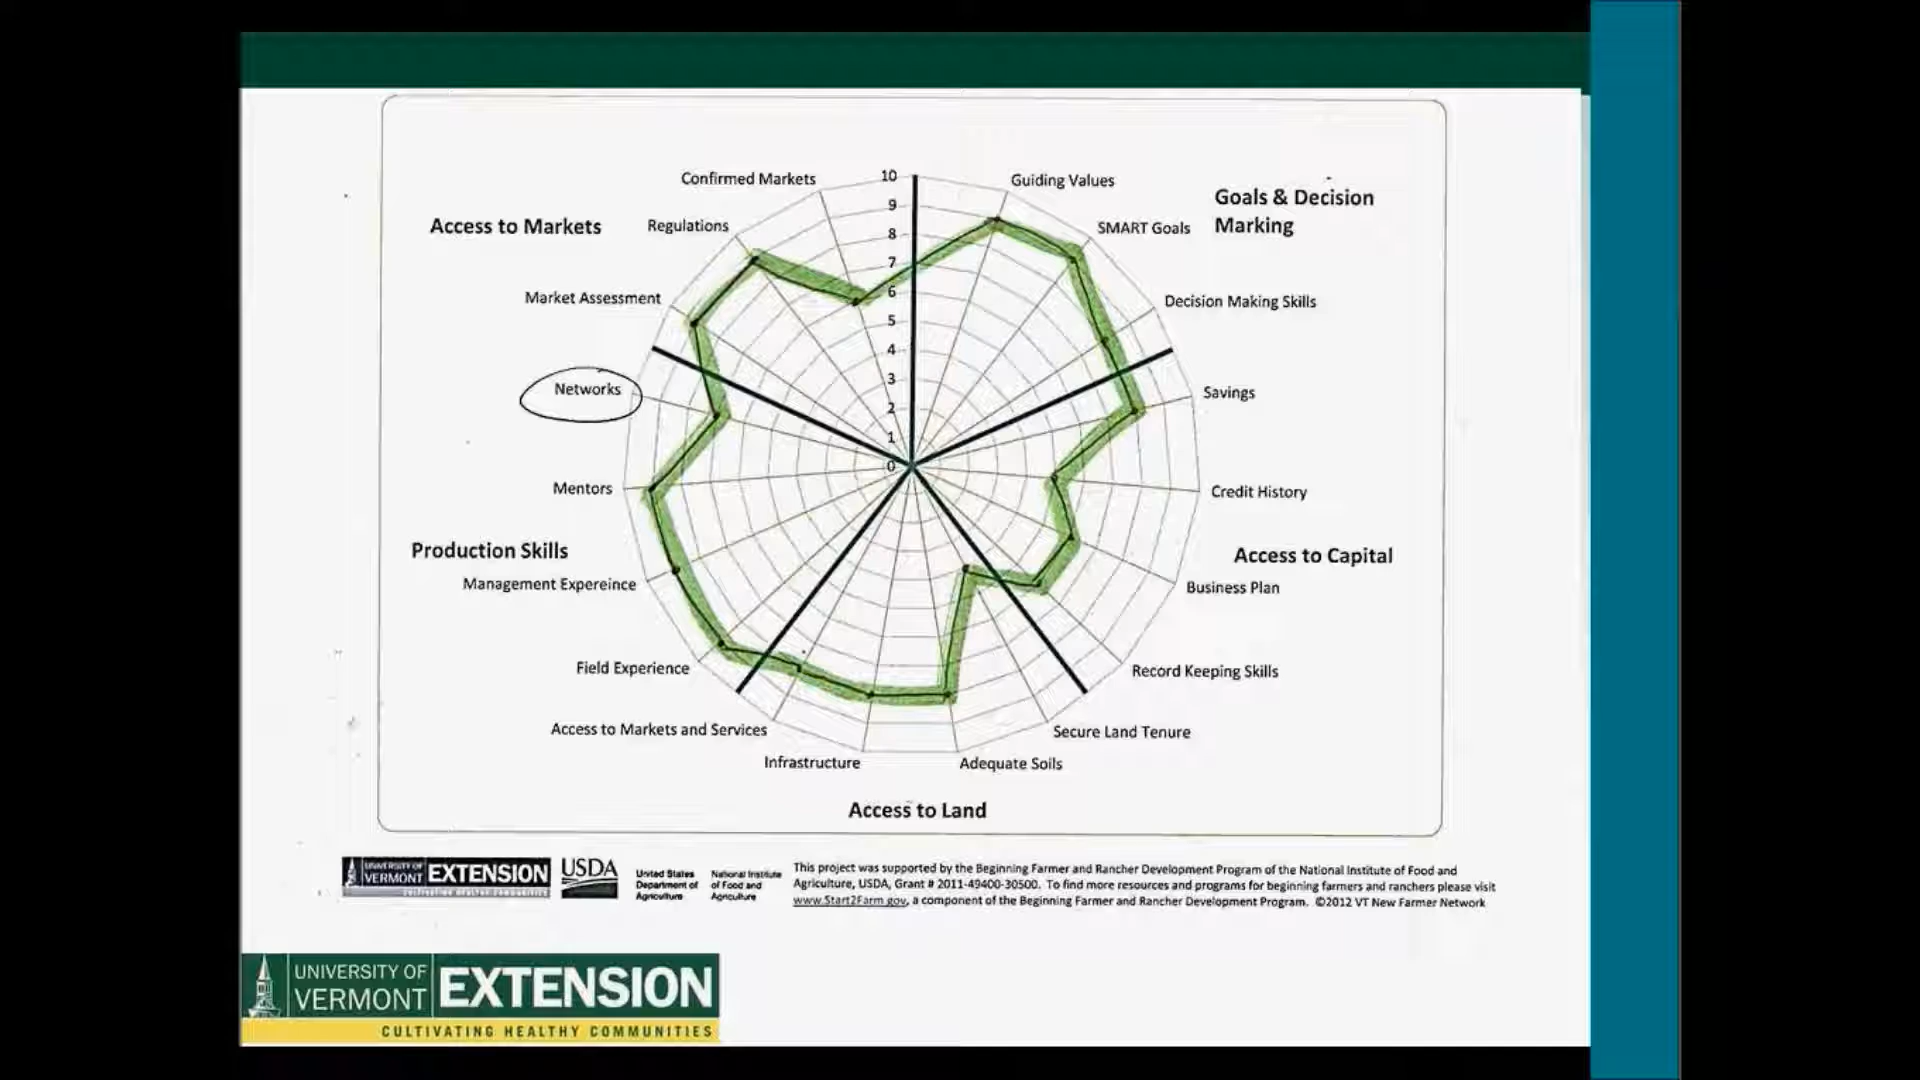 Confirmed Markets
10
Guiding Values
Goals & Decision
Marking
Access to Markets
Regulations
9
SMART Goals
8
7
Market Assessment
6
Decision Making Skills
5
4
Networks
3
Savings
2
1
0
Mentors
Credit History
Production Skills
Access to Capital
Management Expereince
Business Plan
Field Experience
Record Keeping Skills
Access to Markets and Services
Secure Land Tenure
Infrastructure
Adequate Soils
Access to Land
UNIVERSITY OF
VERMONT
EXTENSION
CULTIVATING HEALTHY COMMUNITIES
USDA
United States
Department of
Agriculture
National Institute
of Food and
Agriculture
This project was supported by the Beginning Farmer and Rancher Development Program of the National Institute of Food and
Agriculture, USDA, Grant # 2011-49400-30500. To find more resources and programs for beginning farmers and ranchers please visit
www.Start2Farm.gov, a component of the Beginning Farmer and Rancher Development Program. ©2012 VT New Farmer Network
UNIVERSITY OF
VERMONT
EXTENSION
CULTIVATING HEALTHY COMMUNITIES